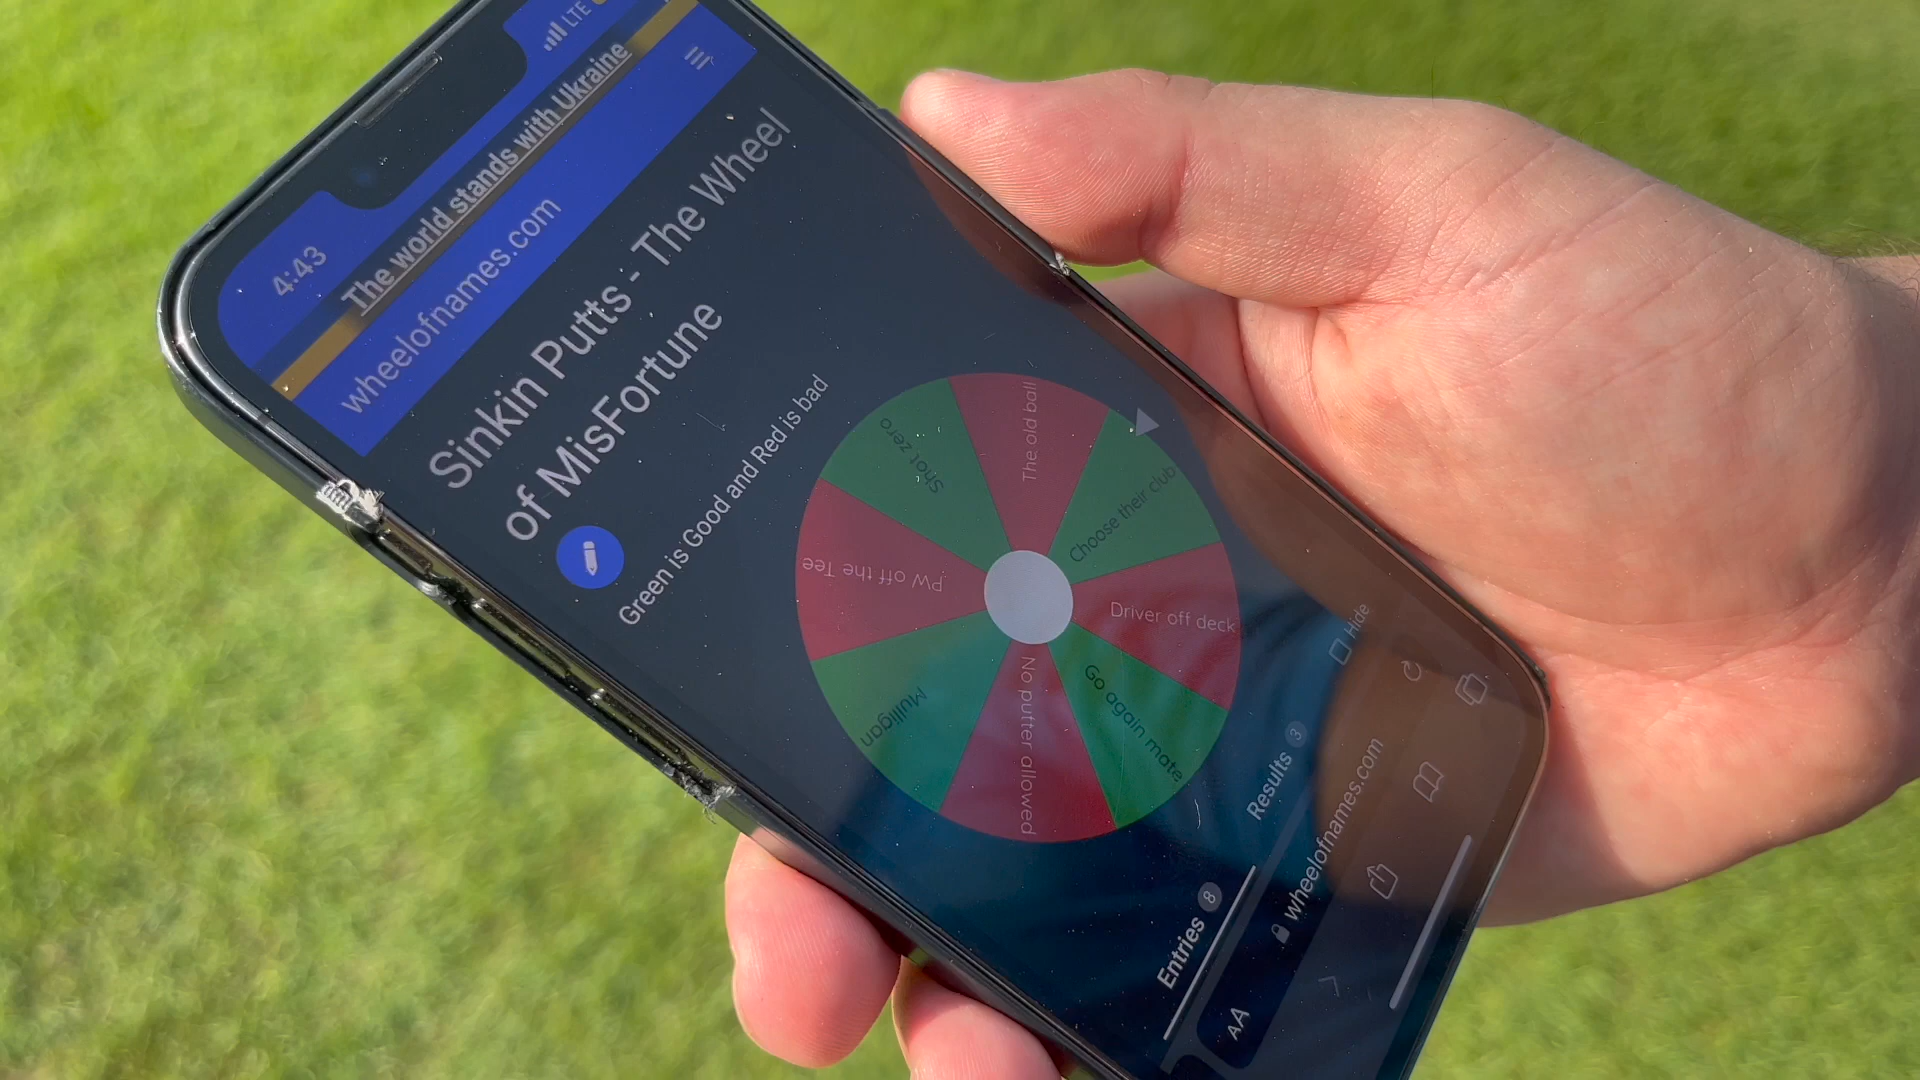 4:43
LTE
The world stands with Ukraine
wheelofnames.com
Sinkin Putts - The Wheel
of MisFortune
Green is Good and Red is bad
The old ball
Choose their club
Driver off deck
Go again mate
No putter allowed
Mulligan
PW off the Tee
Shot zero
Hide
Entries 8
Results 3
AA
wheelofnames.com